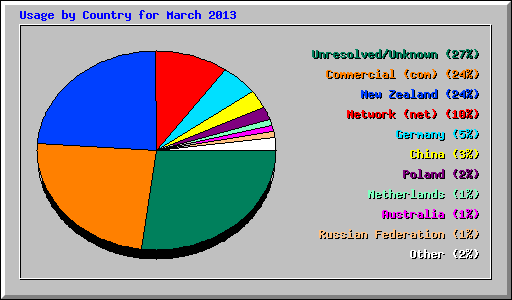 Usage by Country for March 2013
Unresolved/Unknown (27%)
Commercial (com) (24%)
New Zealand (24%)
Network (net) (10%)
Germany (5%)
China (3%)
Poland (2%)
Netherlands (1%)
Australia (1%)
Russian Federation (1%)
Other (2%)